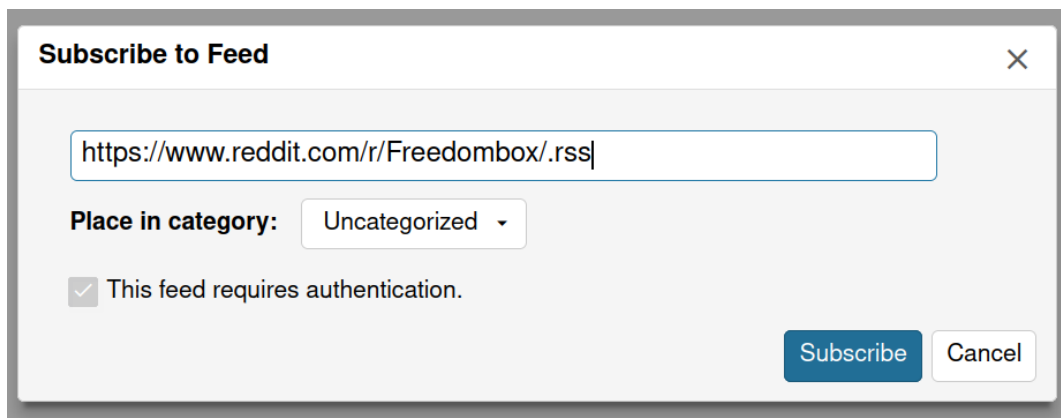 Subscribe to Feed
https://www.reddit.com/r/Freedombox/.rss
Place in category: Uncategorized
This feed requires authentication.
Subscribe Cancel